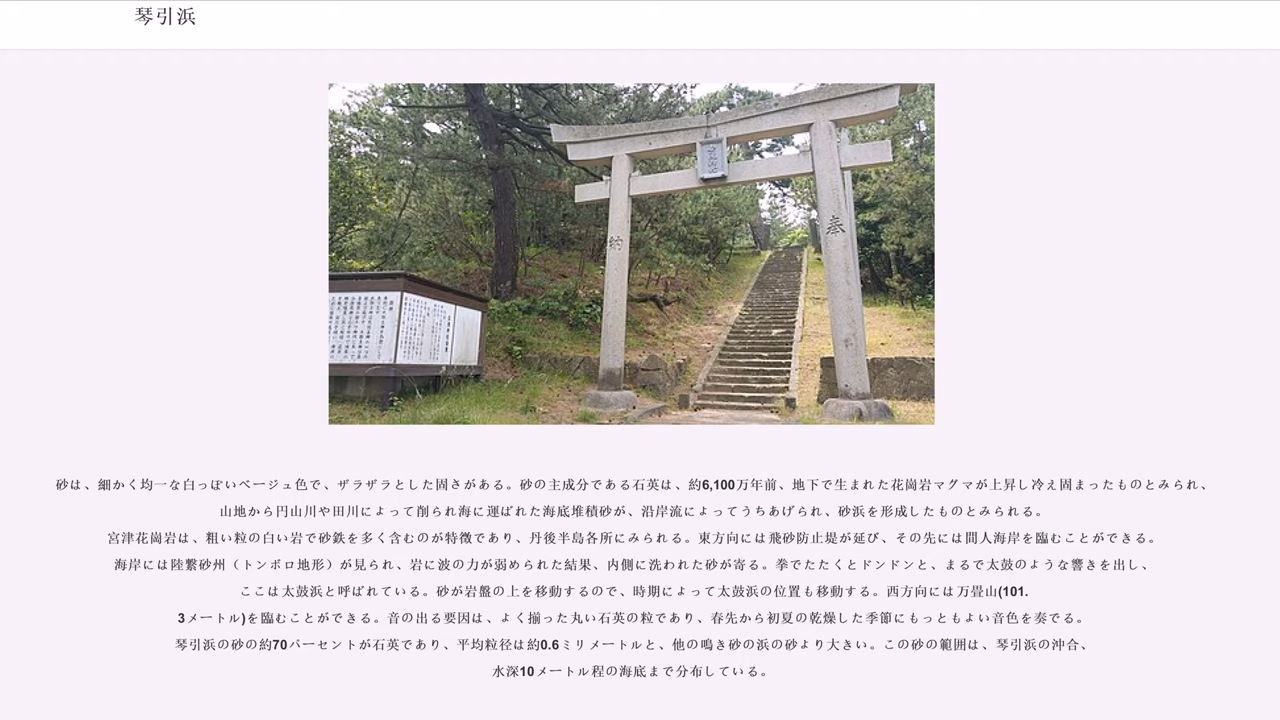 琴引浜
奉
納
砂は、細かく均一な白っぽいベージュ色で、ザラザラとした固さがある。砂の主成分である石英は、約6,100万年前、地下で生まれた花崗岩マグマが上昇し冷え固まったものとみられ、
山地から円山川や田川によって削られ海に運ばれた海底堆積砂が、沿岸流によってうちあげられ、砂浜を形成したものとみられる。
宮津花崗岩は、粗い粒の白い岩で砂鉄を多く含むのが特徴であり、丹後半島各所にみられる。東方向には飛砂防止堤が延び、その先には間人海岸を臨むことができる。
海岸には陸繋砂州（トンボロ地形）が見られ、岩に波の力が弱められた結果、内側に洗われた砂が寄る。拳でたたくとドンドンと、まるで太鼓のような響きを出し、
ここは太鼓浜と呼ばれている。砂が岩盤の上を移動するので、時期によって太鼓浜の位置も移動する。西方向には万畳山(101.
3メートル)を臨むことができる。音の出る要因は、よく揃った丸い石英の粒であり、春先から初夏の乾燥した季節にもっともよい音色を奏でる。
琴引浜の砂の約70パーセントが石英であり、平均粒径は約0.6ミリメートルと、他の鳴き砂の浜の砂より大きい。この砂の範囲は、琴引浜の沖合、
水深10メートル程の海底まで分布している。